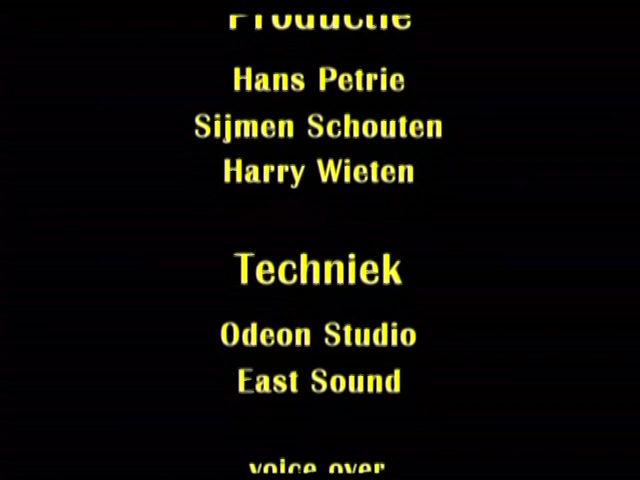 Productie
Hans Petrie
Sijmen Schouten
Harry Wieten
Techniek
Odeon Studio
East Sound
voice over